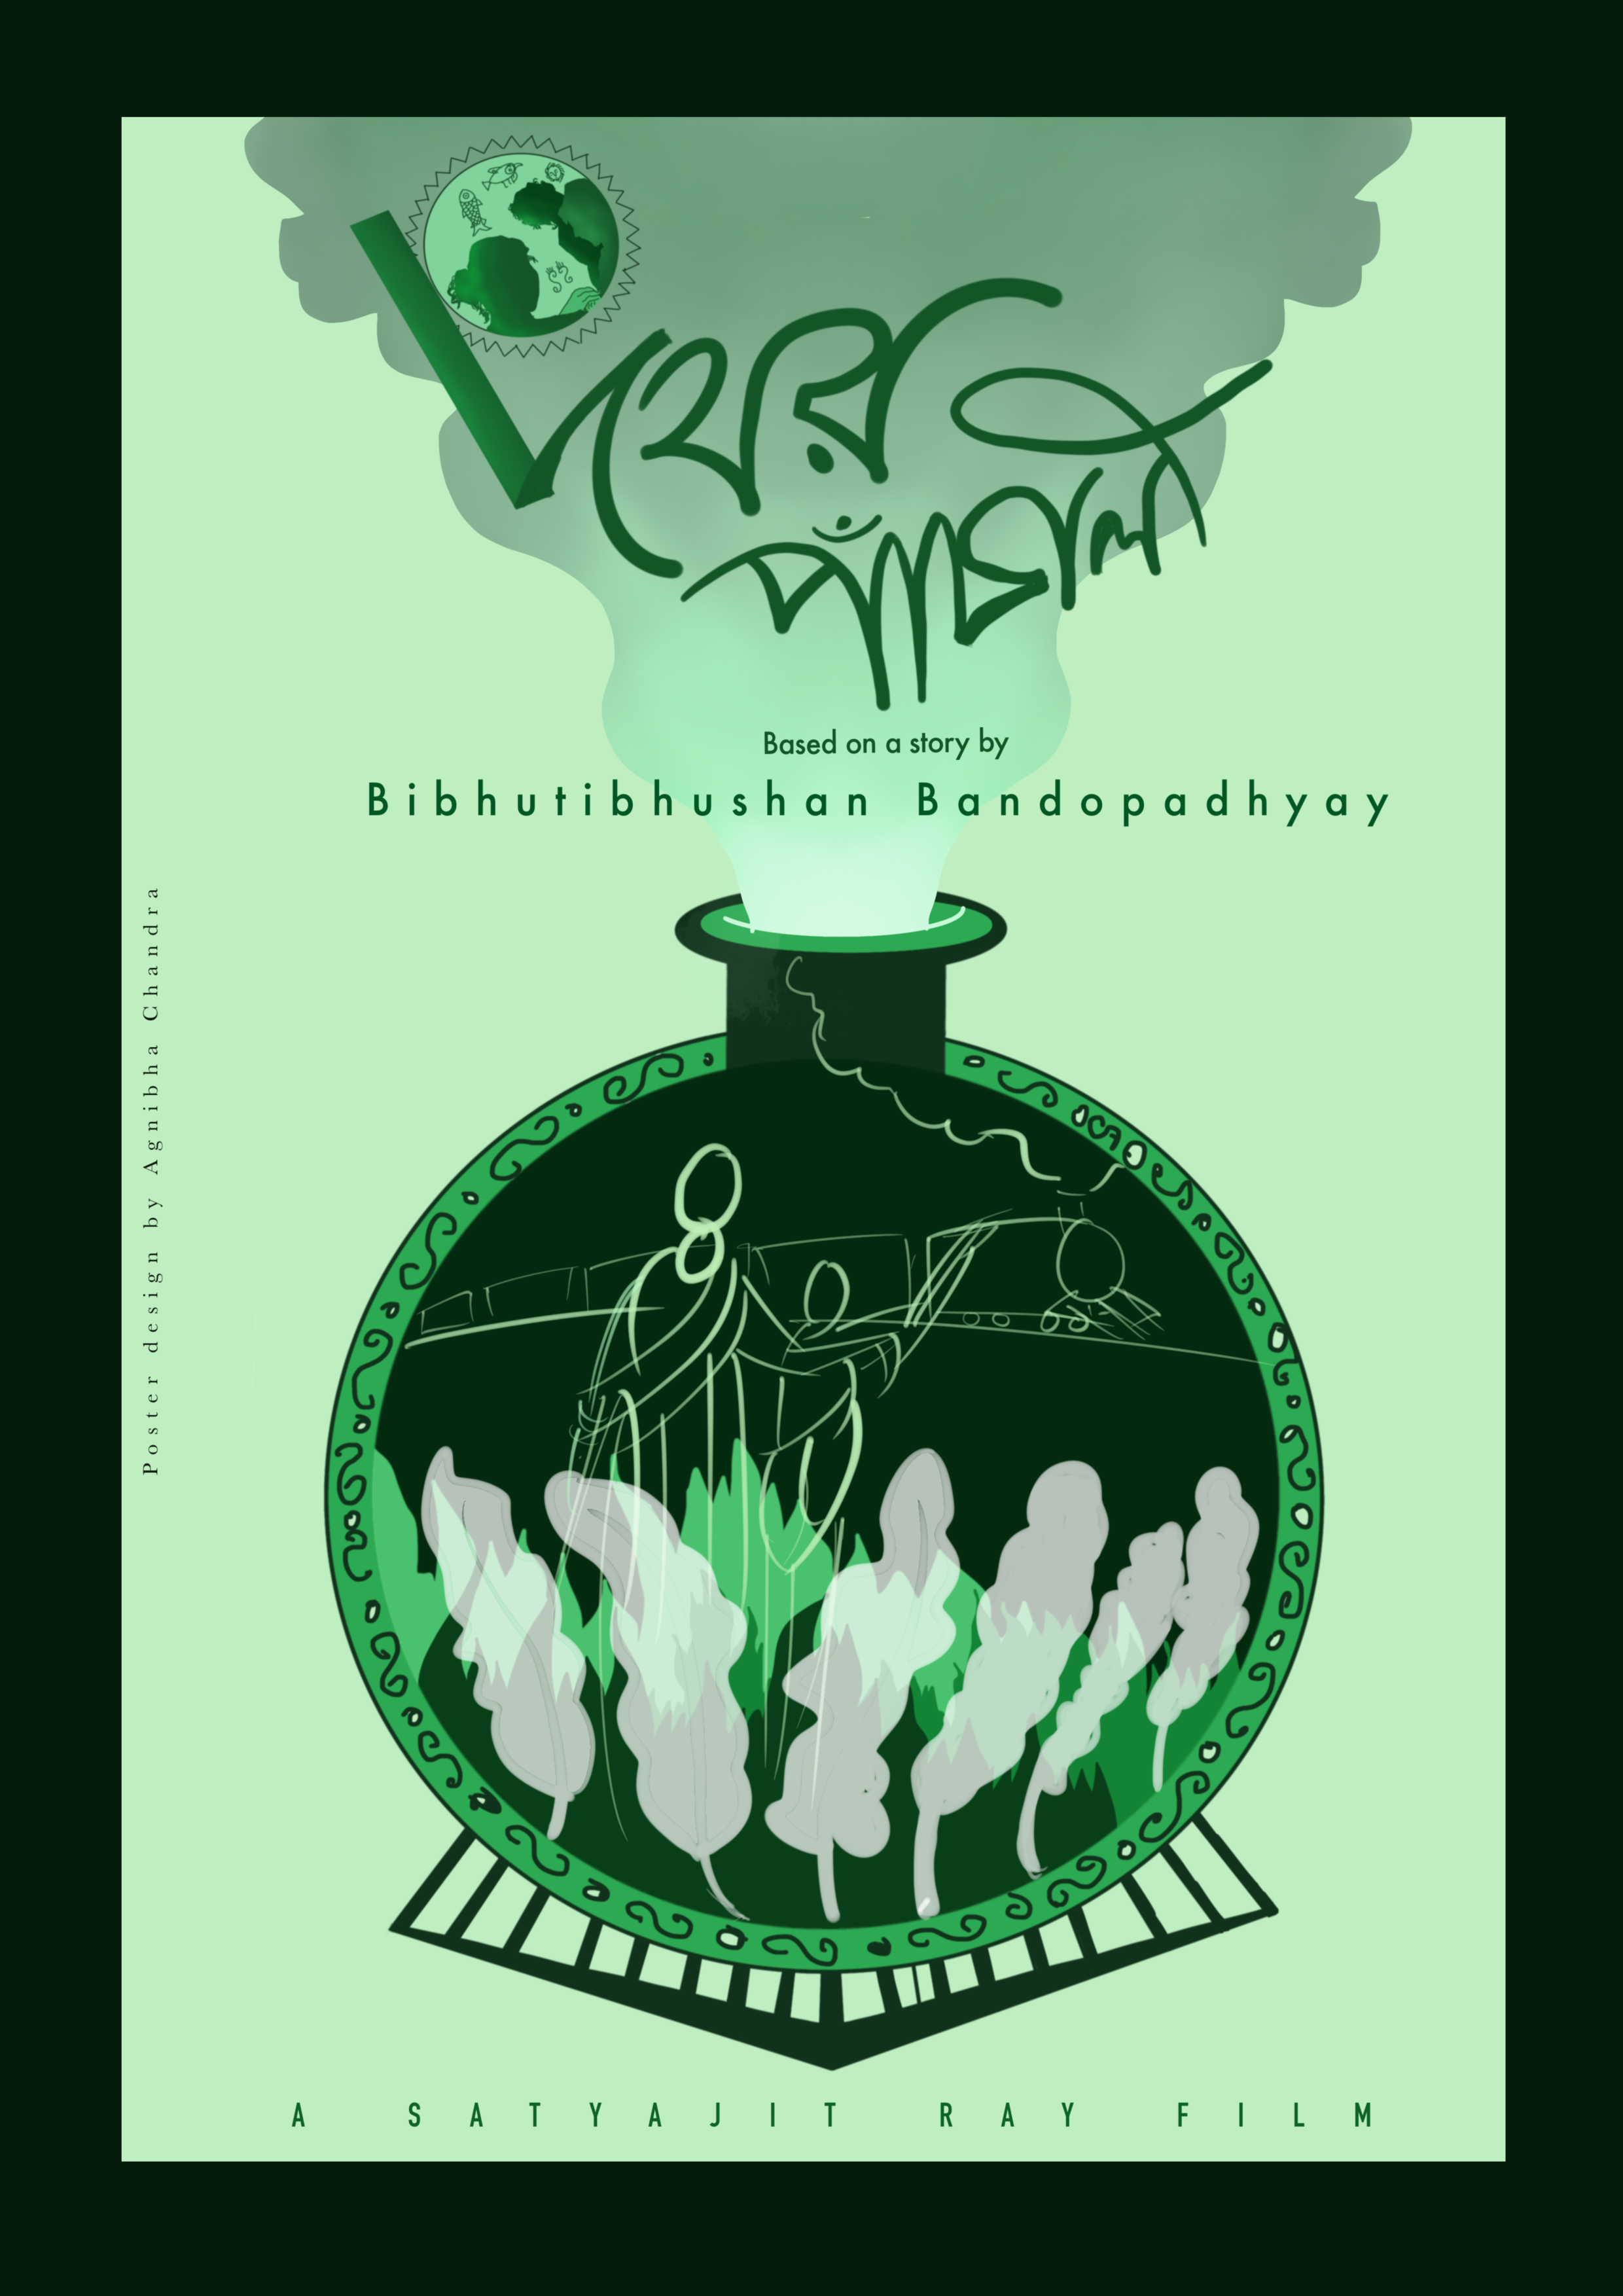 পথের
পাঁচালী
Based on a story by
Bibhutibhushan Bandopadhyay
Poster design by Agnibha Chandra
A SATYAJIT RAY FILM